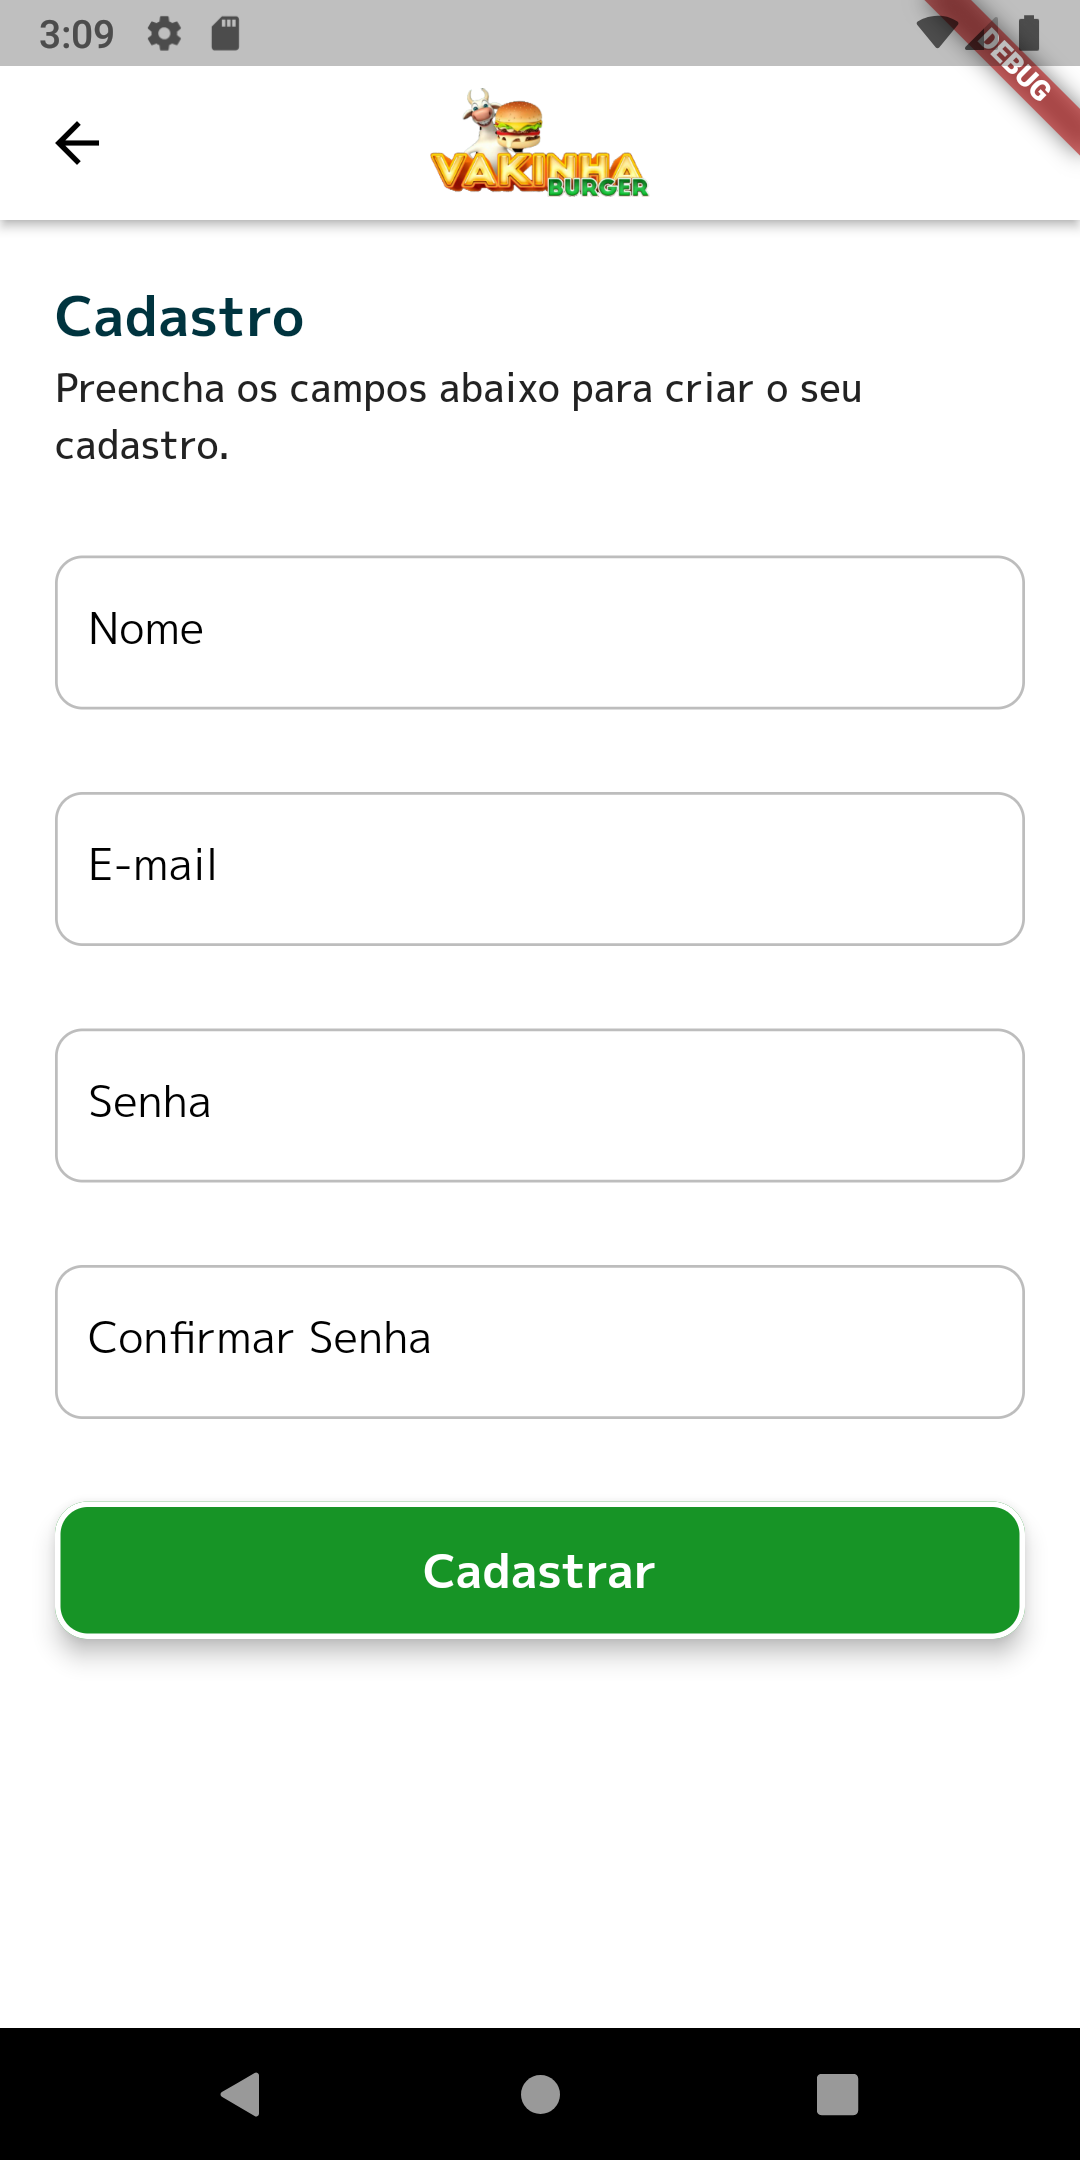 3:09
DEBUG
VAKINHA
BURGER
Cadastro
Preencha os campos abaixo para criar o seu
cadastro.
Nome
E-mail
Senha
Confirmar Senha
Cadastrar